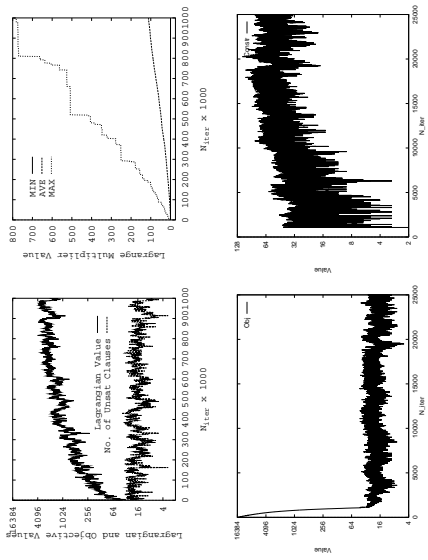 Lagrangian and Objective Values
16384
4096
1024
256
64
16
4
Lagrangian Value
No. of Unsat Clauses
0 100 200 300 400 500 600 700 800 900 1000
Niter x 1000
Lagrange Multiplier Value
800
700
600
500
400
300
200
100
0
MIN
AVE
MAX
0 100 200 300 400 500 600 700 800 900 1000
Niter x 1000
Value
16384
4096
1024
256
64
16
4
Obj
0 5000 10000 15000 20000 25000
N_iter
Value
128
64
32
16
8
4
2
Constr
0 5000 10000 15000 20000 25000
N_iter